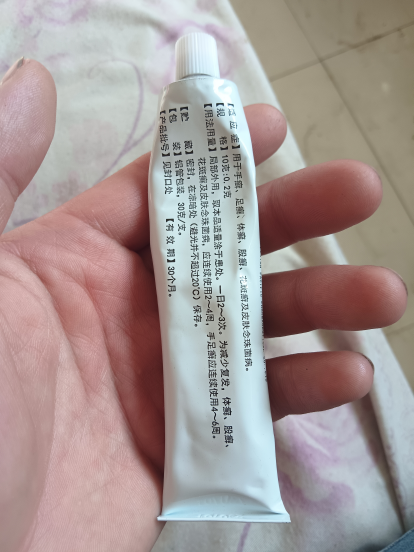 【适应症】用于手癣、足癣、体癣、股癣、花斑癣及皮肤念珠菌病。
【规 格】10克:0.2克
【用法用量】局部外用,取本品适量涂于患处。一日2~3次。为减少复发,体癣、股癣、
花斑癣及皮肤念珠菌病,应连续使用2~4周,手足癣应连续使用4~6周。
【贮 藏】密封,在凉暗处(避光并不超过20℃)保存。
【包 装】铝管包装,30克/支。 【有 效 期】30个月。
【产品批号】见封口处